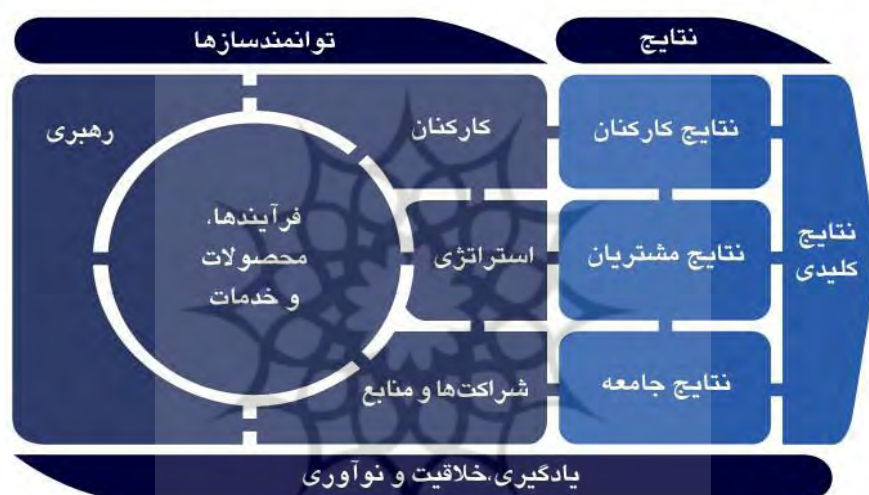 توانمندسازها
نتایج
رهبری
کارکنان
نتایج کارکنان
فرآیندها،
محصولات
و خدمات
استراتژی
نتایج مشتریان
نتایج
کلیدی
شراکت‌ها و منابع
نتایج جامعه
یادگیری،خلاقیت و نوآوری